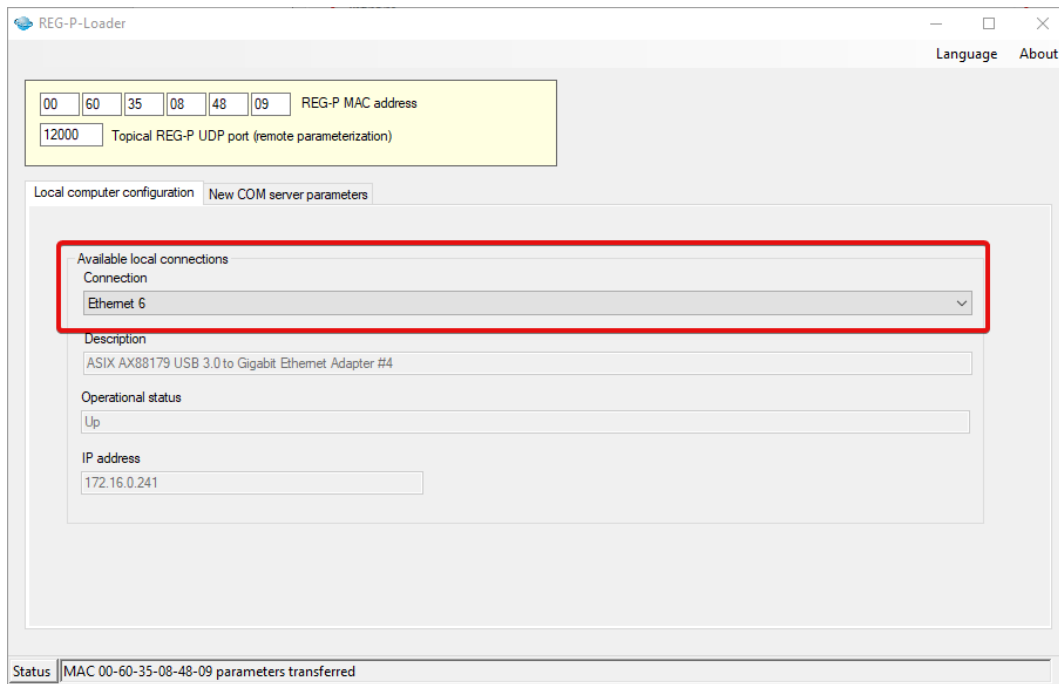 REG-P-Loader
Language About
00 60 35 08 48 09 REG-P MAC address
12000 Topical REG-P UDP port (remote parameterization)
Local computer configuration New COM server parameters
Available local connections
Connection
Ethernet 6
Description
ASIX AX88179 USB 3.0 to Gigabit Ethernet Adapter #4
Operational status
Up
IP address
172.16.0.241
Status MAC 00-60-35-08-48-09 parameters transferred